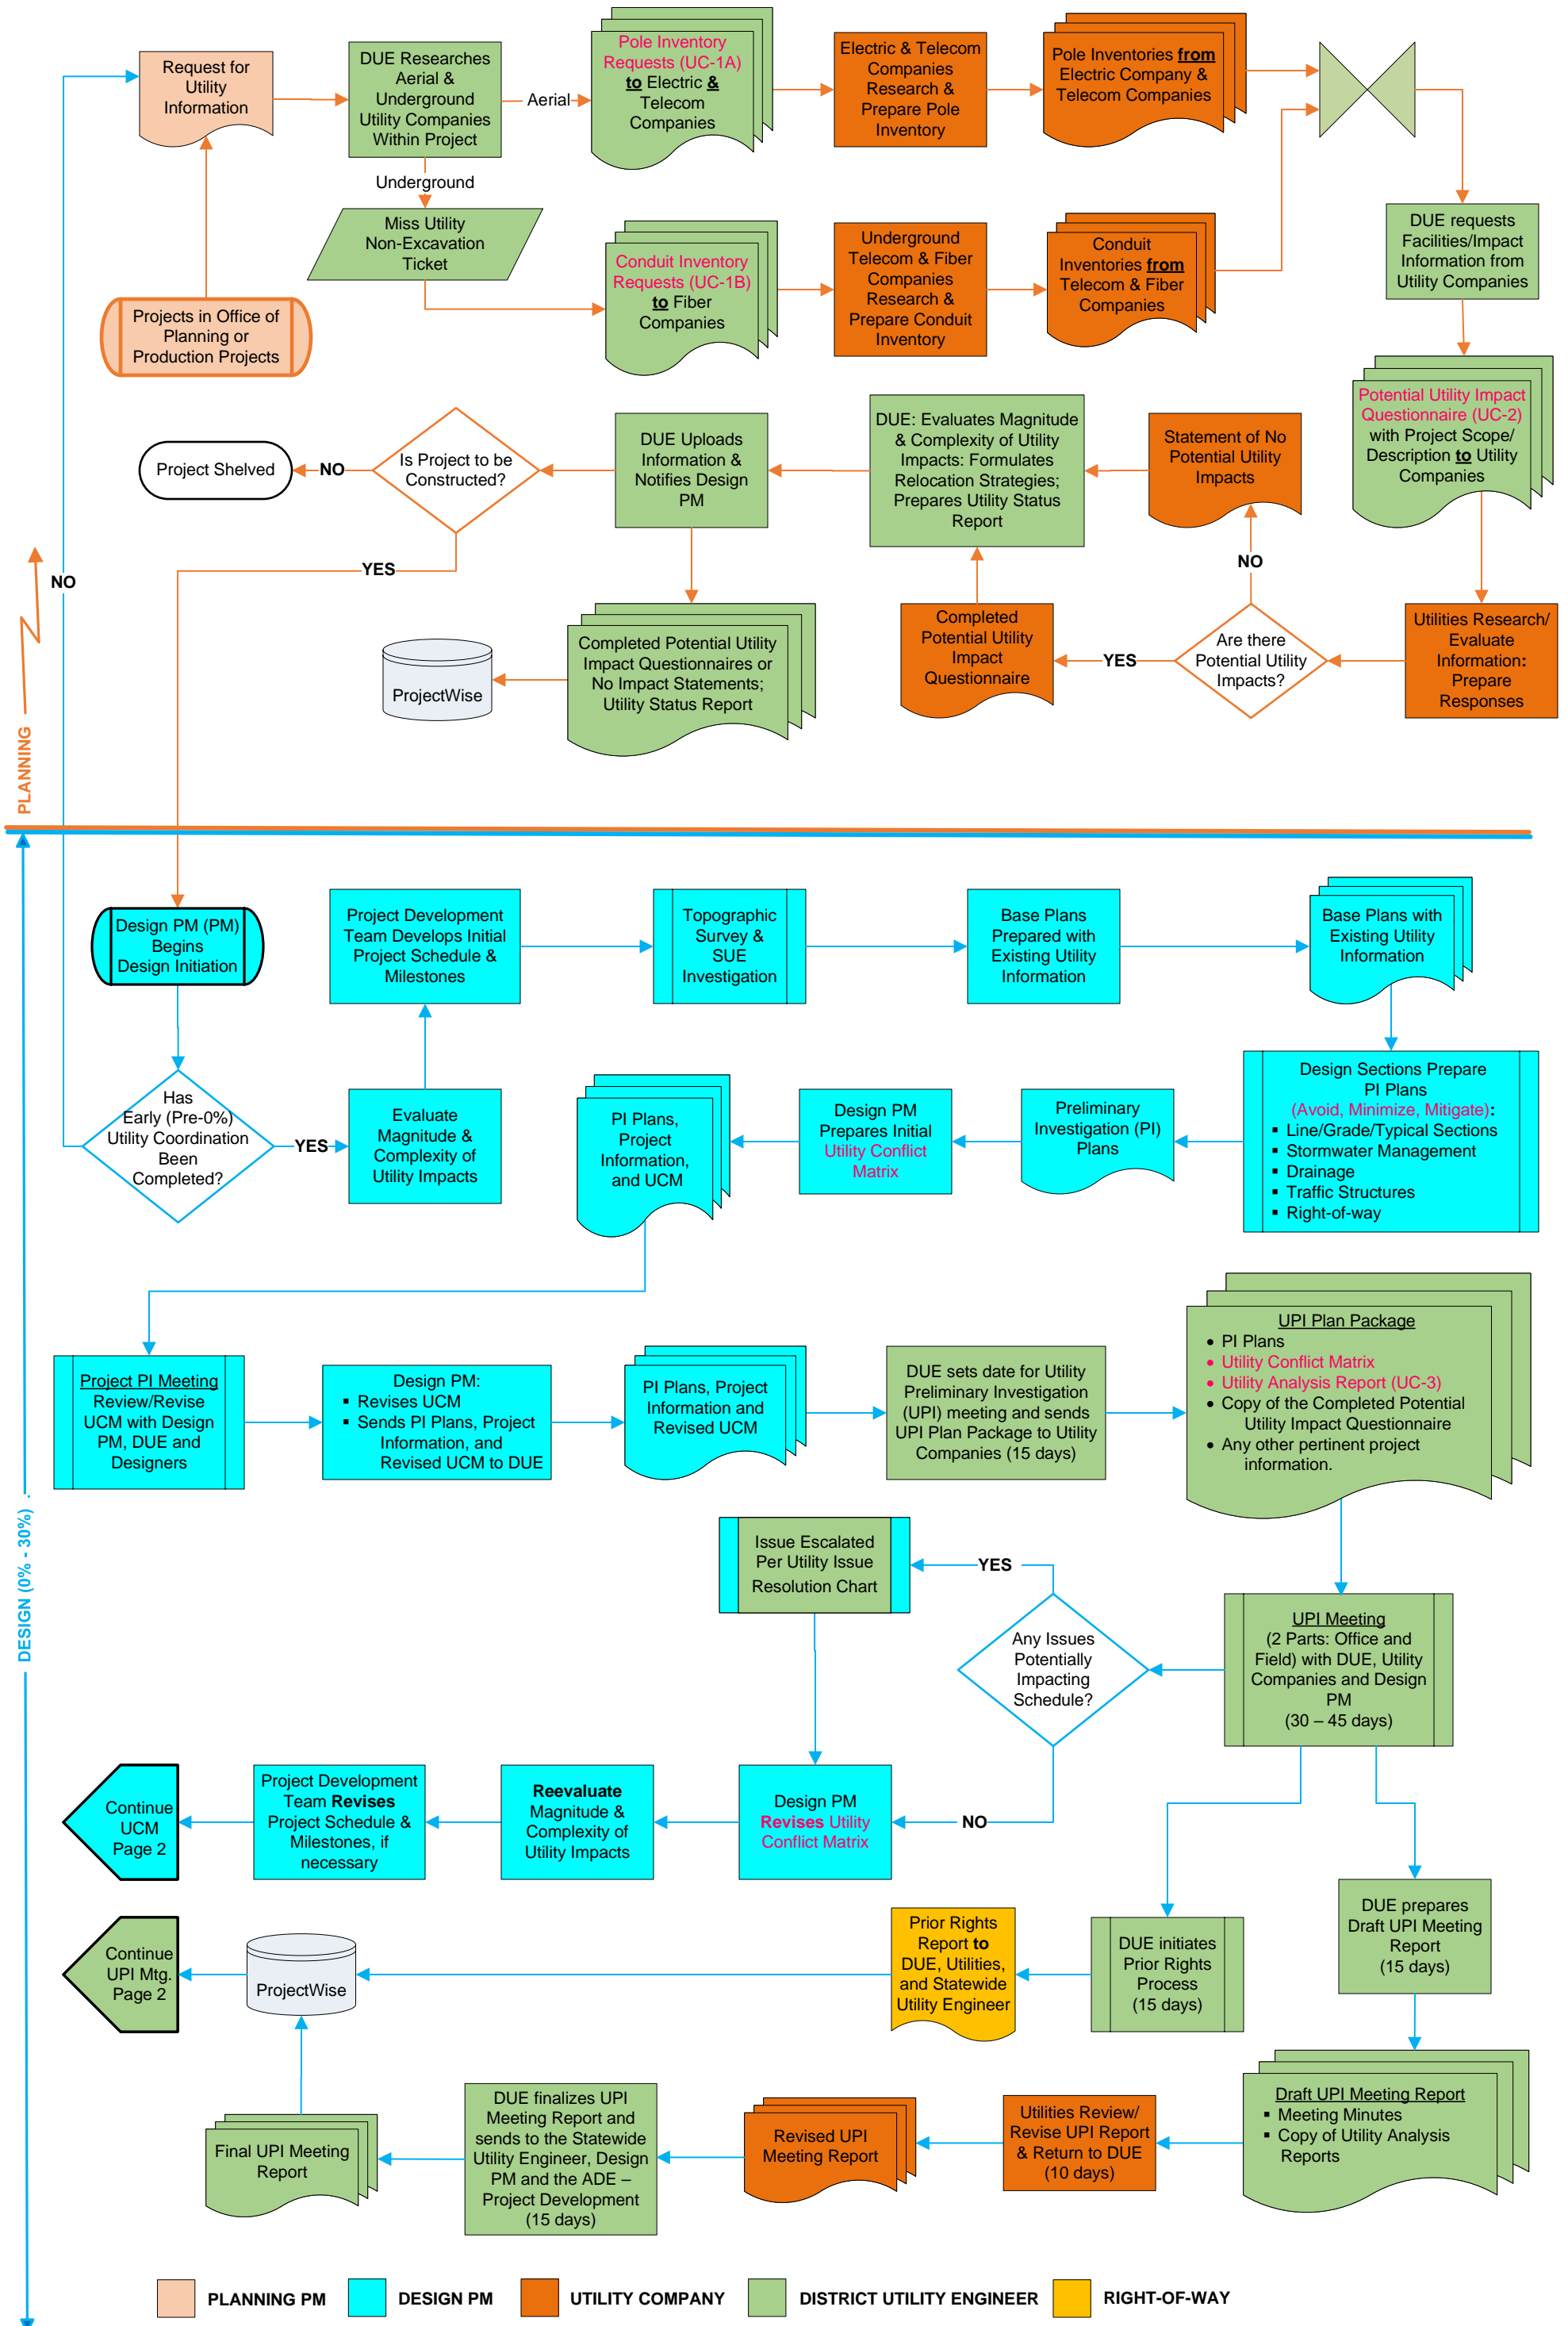 Request for
Utility
Information
DUE Researches
Aerial &
Underground
Utility Companies
Within Project
Aerial
Pole Inventory
Requests (UC-1A)
to Electric &
Telecom
Companies
Electric & Telecom
Companies
Research &
Prepare Pole
Inventory
Pole Inventories from
Electric Company &
Telecom Companies
Underground
Miss Utility
Non-Excavation
Ticket
Conduit Inventory
Requests (UC-1B)
to Fiber
Companies
Underground
Telecom & Fiber
Companies
Research &
Prepare Conduit
Inventory
Conduit
Inventories from
Telecom & Fiber
Companies
DUE requests
Facilities/Impact
Information from
Utility Companies
Projects in Office of
Planning or
Production Projects
Potential Utility Impact
Questionnaire (UC-2)
with Project Scope/
Description to Utility
Companies
Project Shelved
NO
Is Project to be
Constructed?
DUE Uploads
Information &
Notifies Design
PM
DUE: Evaluates Magnitude
& Complexity of Utility
Impacts: Formulates
Relocation Strategies;
Prepares Utility Status
Report
Statement of No
Potential Utility
Impacts
NO
YES
NO
PLANNING
ProjectWise
Completed Potential Utility
Impact Questionnaires or
No Impact Statements;
Utility Status Report
Completed
Potential Utility
Impact
Questionnaire
YES
Are there
Potential Utility
Impacts?
Utilities Research/
Evaluate
Information:
Prepare
Responses
Design PM (PM)
Begins
Design Initiation
Project Development
Team Develops Initial
Project Schedule &
Milestones
Topographic
Survey &
SUE
Investigation
Base Plans
Prepared with
Existing Utility
Information
Base Plans with
Existing Utility
Information
Has
Early (Pre-0%)
Utility Coordination
Been
Completed?
YES
Evaluate
Magnitude &
Complexity of
Utility Impacts
PI Plans,
Project
Information,
and UCM
Design PM
Prepares Initial
Utility Conflict
Matrix
Preliminary
Investigation (PI)
Plans
Design Sections Prepare
PI Plans
(Avoid, Minimize, Mitigate):
▪ Line/Grade/Typical Sections
▪ Stormwater Management
▪ Drainage
▪ Traffic Structures
▪ Right-of-way
Project PI Meeting
Review/Revise
UCM with Design
PM, DUE and
Designers
Design PM:
▪ Revises UCM
▪ Sends PI Plans, Project
Information, and
Revised UCM to DUE
PI Plans, Project
Information and
Revised UCM
DUE sets date for Utility
Preliminary Investigation
(UPI) meeting and sends
UPI Plan Package to Utility
Companies (15 days)
UPI Plan Package
• PI Plans
• Utility Conflict Matrix
• Utility Analysis Report (UC-3)
• Copy of the Completed Potential
Utility Impact Questionnaire
• Any other pertinent project
information.
DESIGN (0% - 30%) .
Issue Escalated
Per Utility Issue
Resolution Chart
YES
Any Issues
Potentially
Impacting
Schedule?
UPI Meeting
(2 Parts: Office and
Field) with DUE, Utility
Companies and Design
PM
(30 – 45 days)
Continue
UCM
Page 2
Project Development
Team Revises
Project Schedule &
Milestones, if
necessary
Reevaluate
Magnitude &
Complexity of
Utility Impacts
Design PM
Revises Utility
Conflict Matrix
NO
Continue
UPI Mtg.
Page 2
ProjectWise
Prior Rights
Report to
DUE, Utilities,
and Statewide
Utility Engineer
DUE initiates
Prior Rights
Process
(15 days)
DUE prepares
Draft UPI Meeting
Report
(15 days)
Final UPI Meeting
Report
DUE finalizes UPI
Meeting Report and
sends to the Statewide
Utility Engineer, Design
PM and the ADE –
Project Development
(15 days)
Revised UPI
Meeting Report
Utilities Review/
Revise UPI Report
& Return to DUE
(10 days)
Draft UPI Meeting Report
▪ Meeting Minutes
▪ Copy of Utility Analysis
Reports
PLANNING PM
DESIGN PM
UTILITY COMPANY
DISTRICT UTILITY ENGINEER
RIGHT-OF-WAY